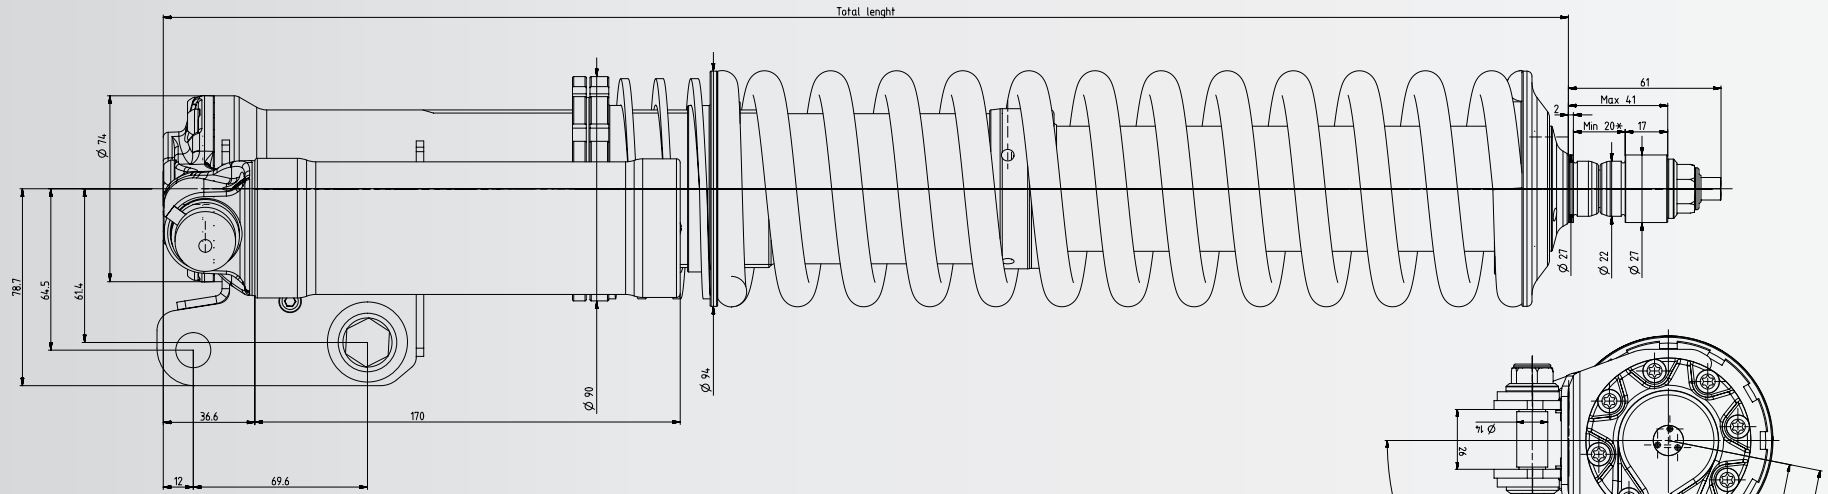 Total lenght
61
Max 41
2
Min 20*
17
Ø 74
78.7
64.5
61.4
Ø 27
Ø 22
Ø 27
Ø 94
Ø 90
36.6
170
Ø 14
26
12
69.6